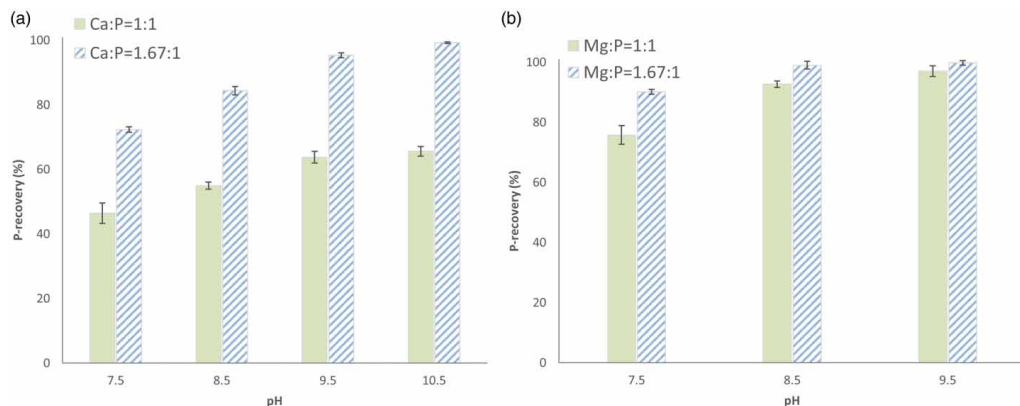 (a)
Ca:P=1:1
Ca:P=1.67:1
100
80
60
40
20
0
P-recovery (%)
7.5 8.5 9.5 10.5
pH
(b)
Mg:P=1:1
Mg:P=1.67:1
100
80
60
40
20
0
P-recovery (%)
7.5 8.5 9.5
pH